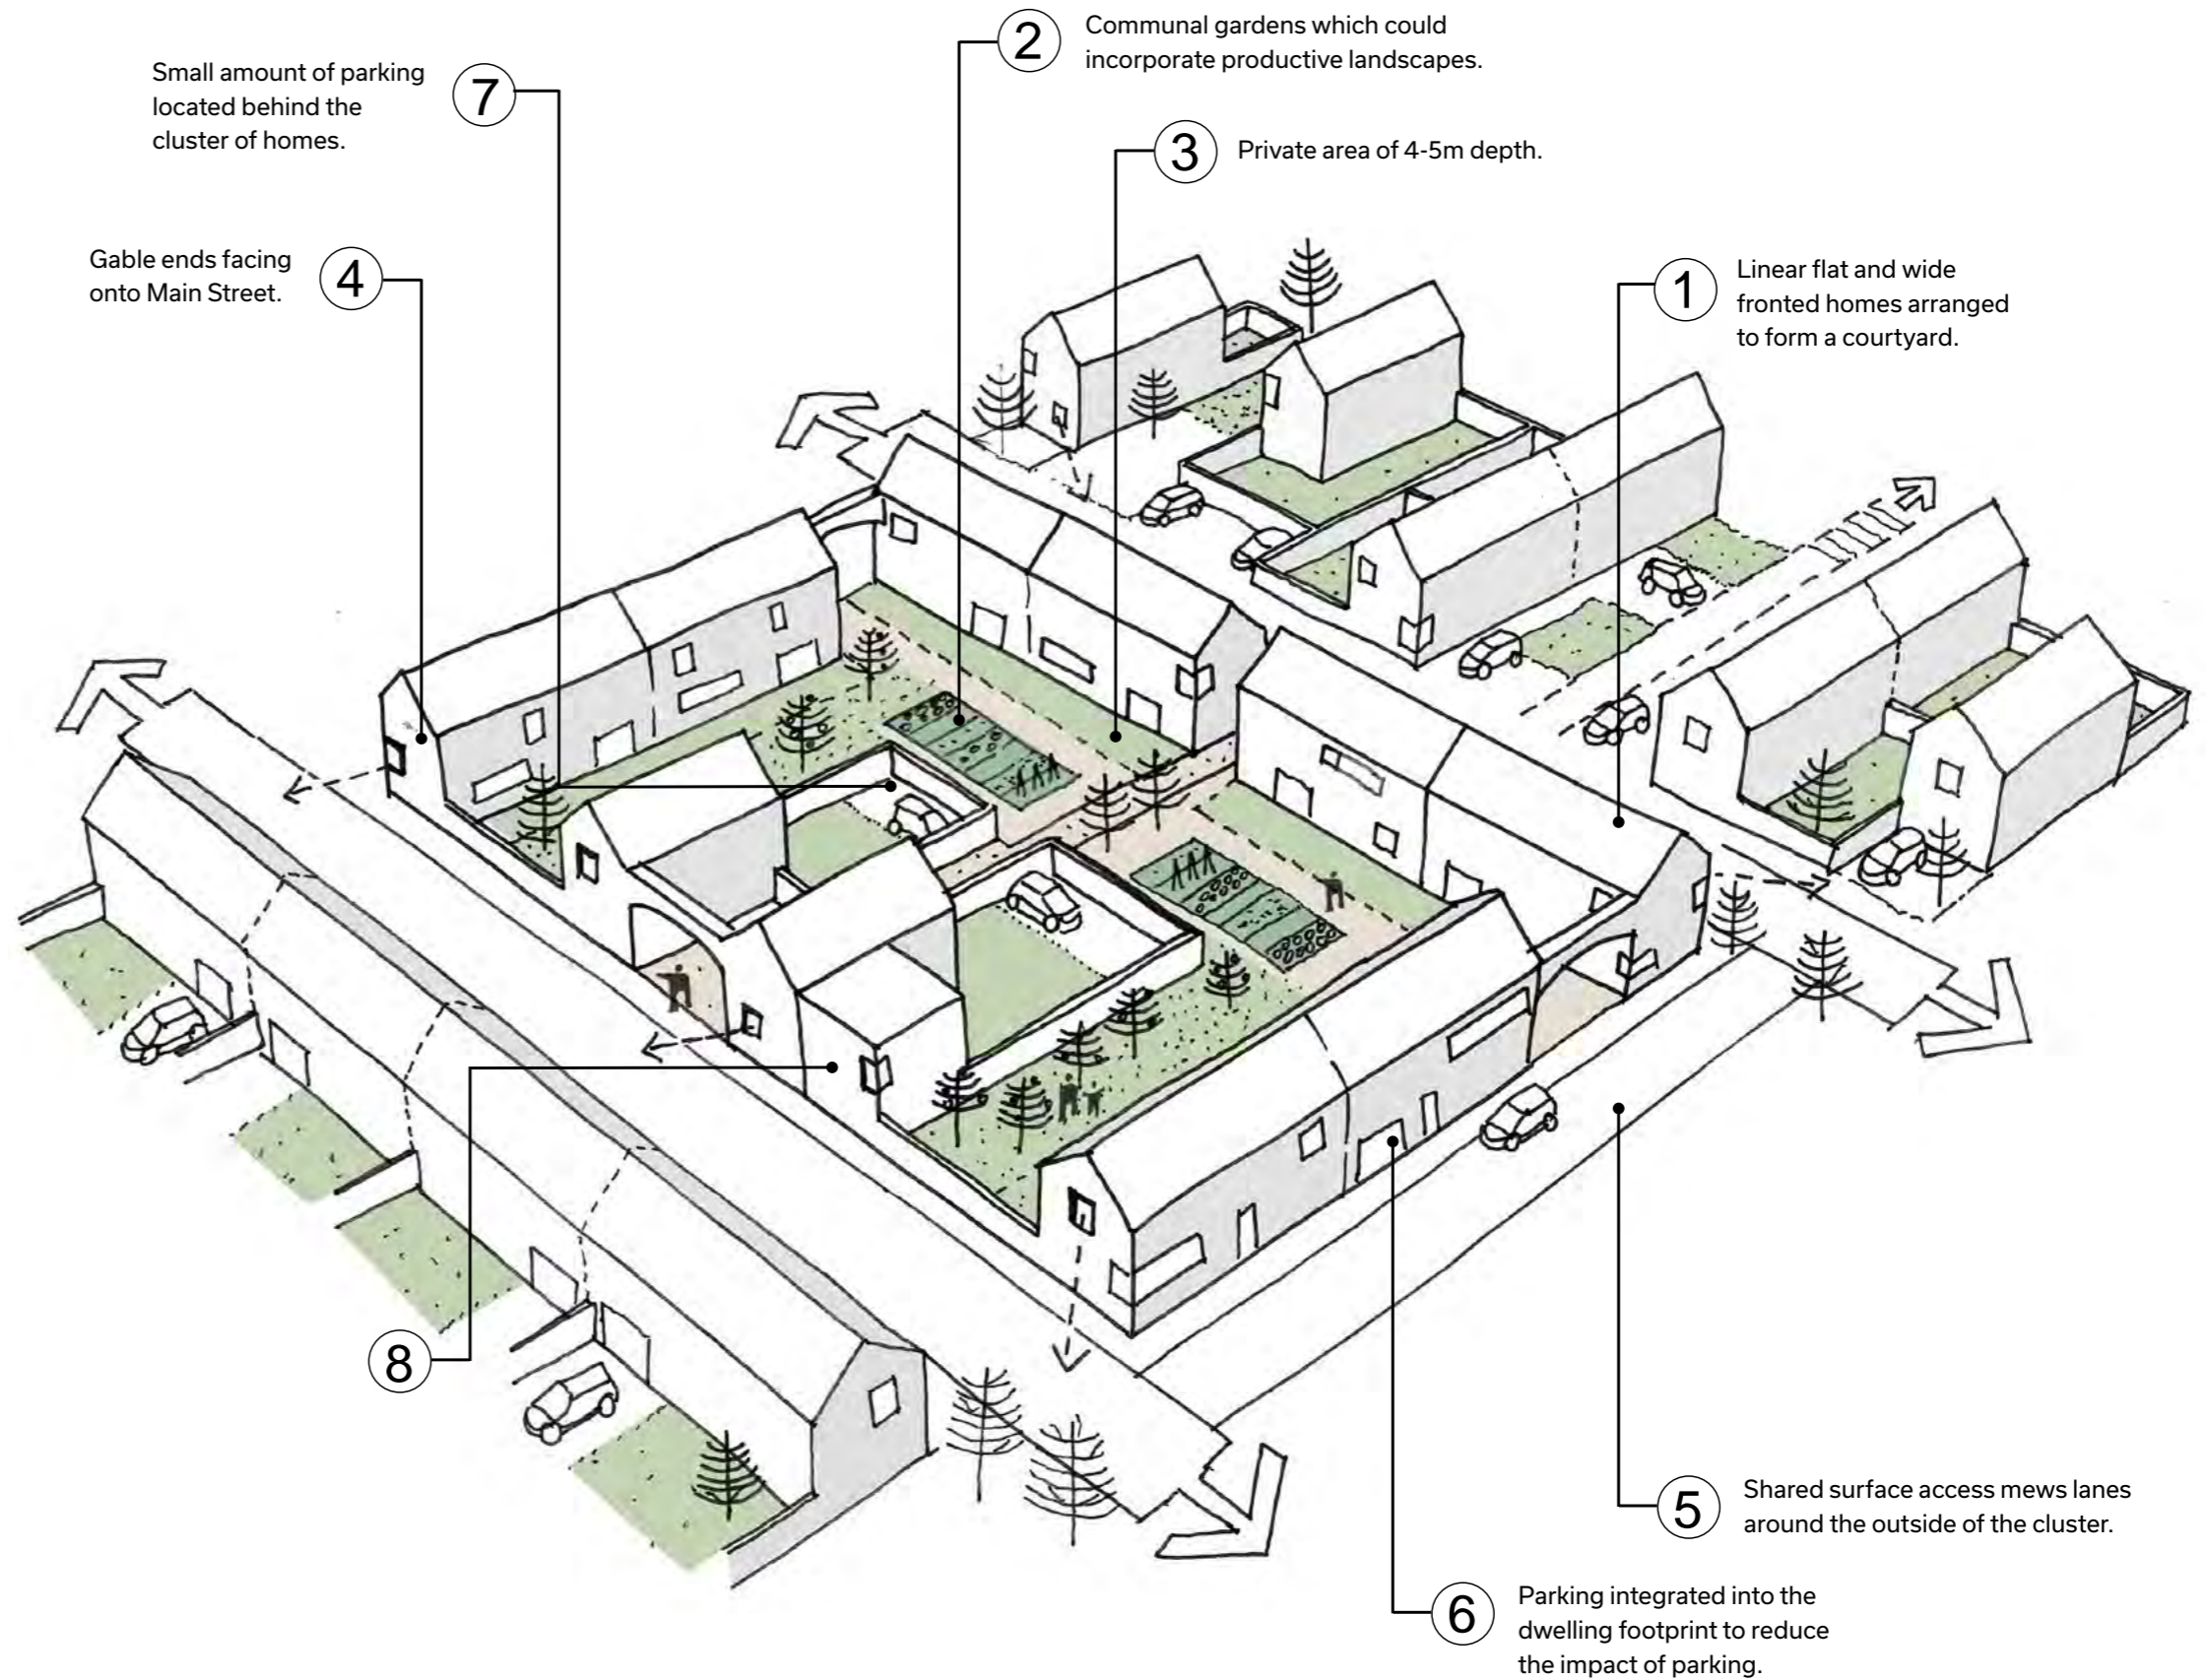 2
Communal gardens which could
incorporate productive landscapes.
7
Small amount of parking
located behind the
cluster of homes.
3
Private area of 4-5m depth.
4
Gable ends facing
onto Main Street.
1
Linear flat and wide
fronted homes arranged
to form a courtyard.
8
5
Shared surface access mews lanes
around the outside of the cluster.
6
Parking integrated into the
dwelling footprint to reduce
the impact of parking.